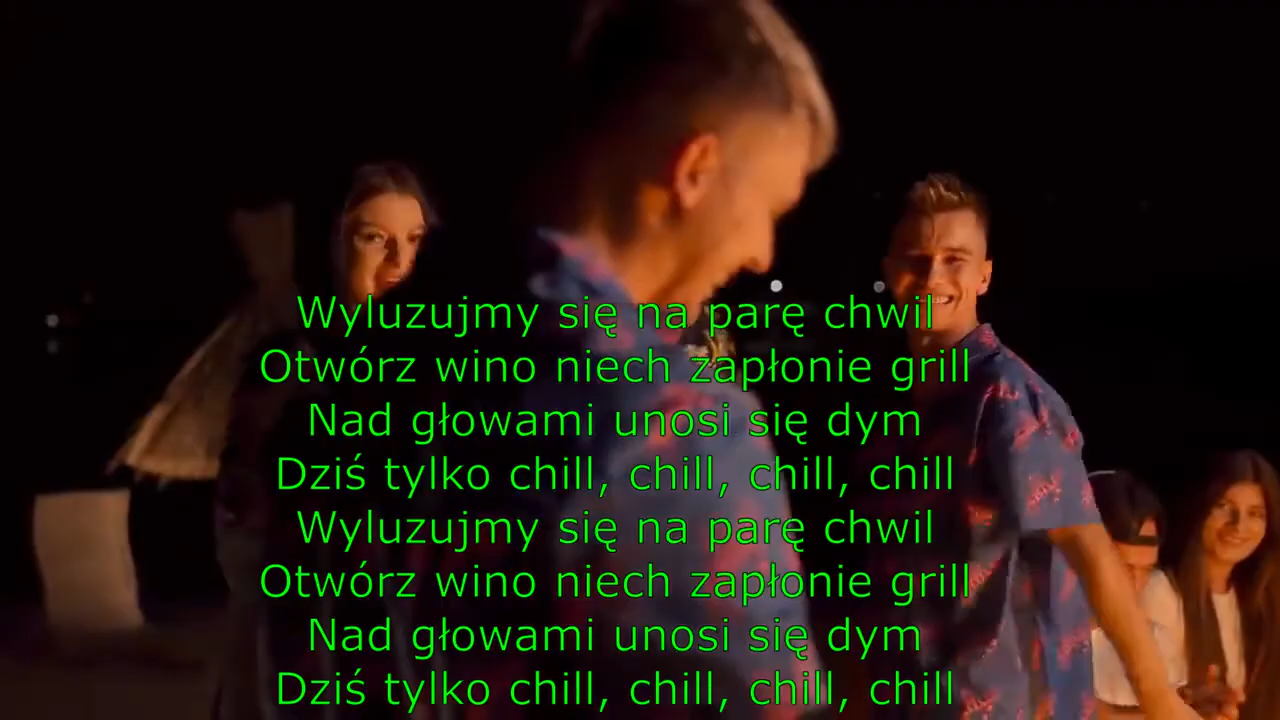 Wyluzujmy się na parę chwil
Otwórz wino niech zapłonie grill
Nad głowami unosi się dym
Dziś tylko chill, chill, chill, chill
Wyluzujmy się na parę chwil
Otwórz wino niech zapłonie grill
Nad głowami unosi się dym
Dziś tylko chill, chill, chill, chill